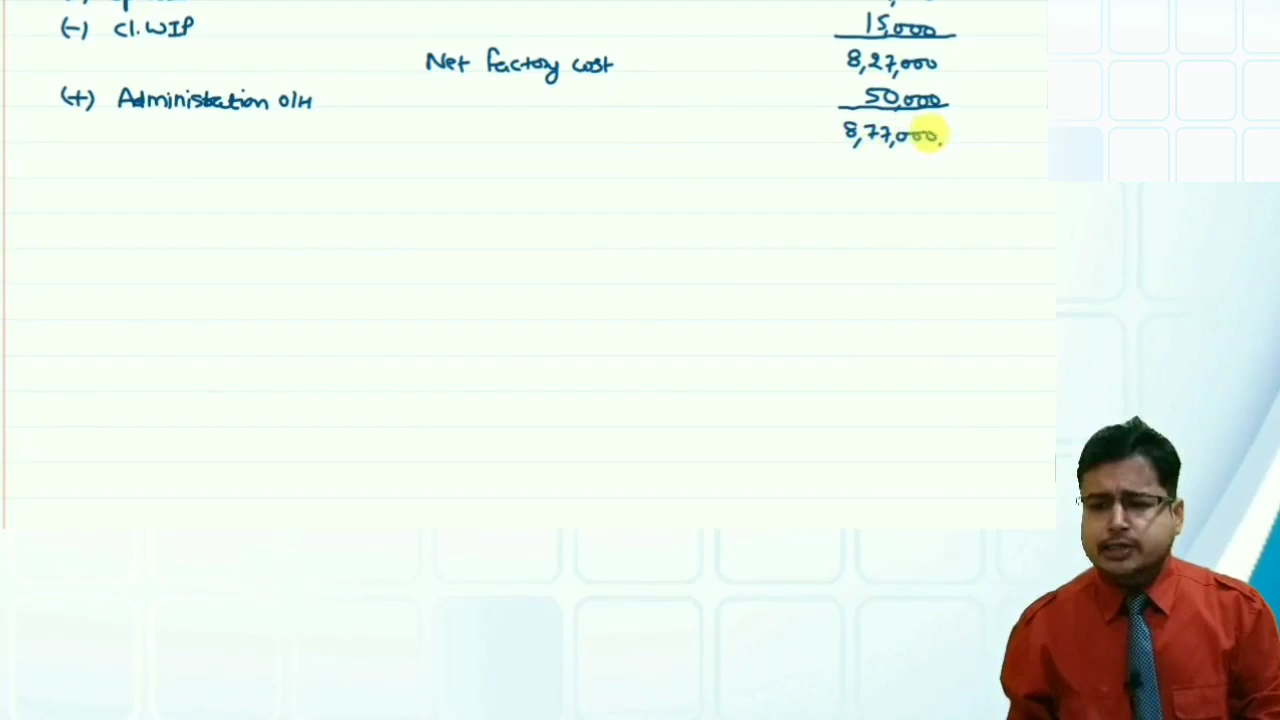 (-) Cl. WIP 15,000
Net factory cost 8,27,000
(+) Administration O/H 50,000
8,77,000